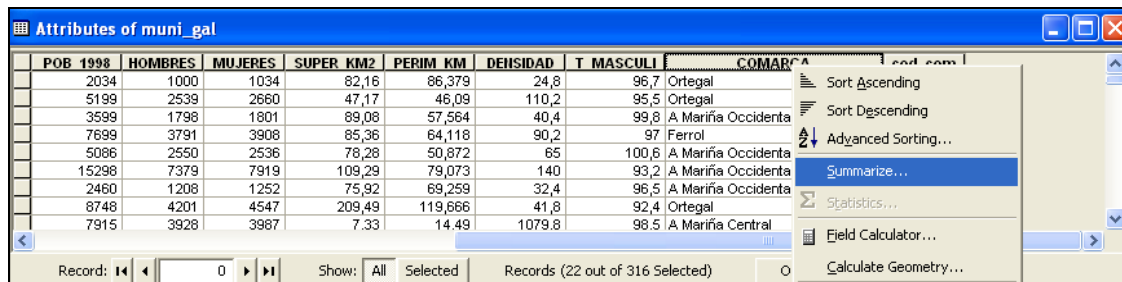 Attributes of muni_gal
POB_1998 HOMBRES MUJERES SUPER_KM2 PERIM_KM DENSIDAD T_MASCULI COMARCA cod_com
2034 1000 1034 82,16 86,379 24,8 96,7 Ortegal
5199 2539 2660 47,17 46,09 110,2 95,5 Ortegal
3599 1798 1801 89,08 57,564 40,4 99,8 A Mariña Occidenta
7699 3791 3908 85,36 64,118 90,2 97 Ferrol
5086 2550 2536 78,28 50,872 65 100,6 A Mariña Occidenta
15298 7379 7919 109,29 79,073 140 93,2 A Mariña Occidenta
2460 1208 1252 75,92 69,259 32,4 96,5 A Mariña Occidenta
8748 4201 4547 209,49 119,666 41,8 92,4 Ortegal
7915 3928 3987 7,33 14,49 1079,8 98,5 A Mariña Central
Sort Ascending
Sort Descending
Advanced Sorting...
Summarize...
Statistics...
Field Calculator...
Calculate Geometry...
Record: 0 Show: All Selected Records (22 out of 316 Selected) O